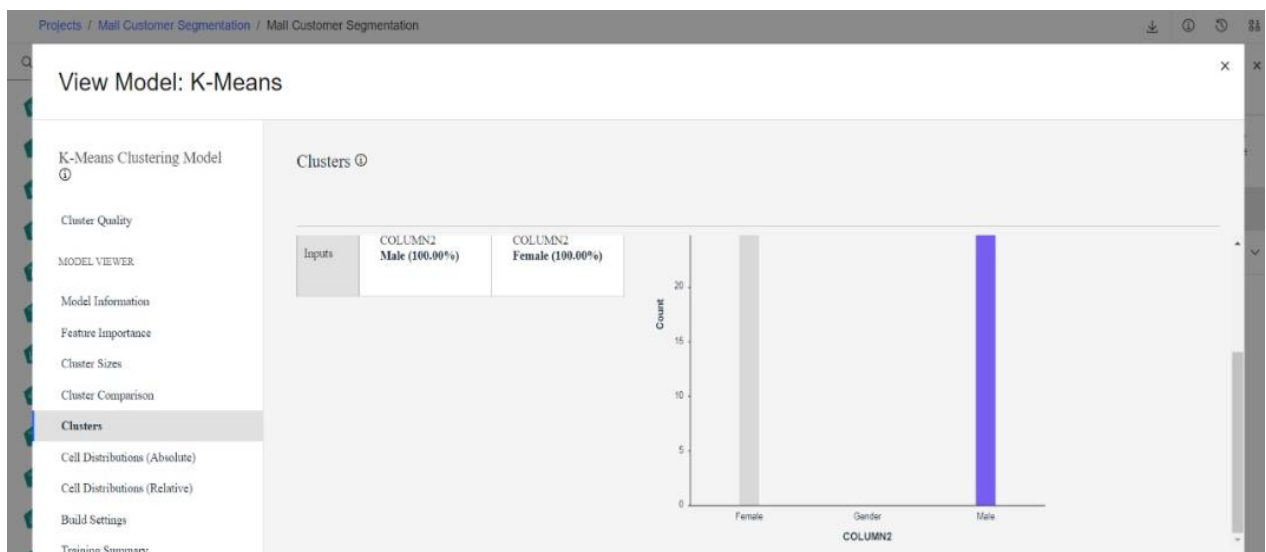 Projects / Mall Customer Segmentation / Mall Customer Segmentation
View Model: K-Means
K-Means Clustering Model
Cluster Quality
MODEL VIEWER
Model Information
Feature Importance
Cluster Sizes
Cluster Comparison
Clusters
Cell Distributions (Absolute)
Cell Distributions (Relative)
Build Settings
Training Summary
Clusters
Inputs
COLUMN2
Male (100.00%)
COLUMN2
Female (100.00%)
Count
20
15
10
5
0
Female Gender Male
COLUMN2